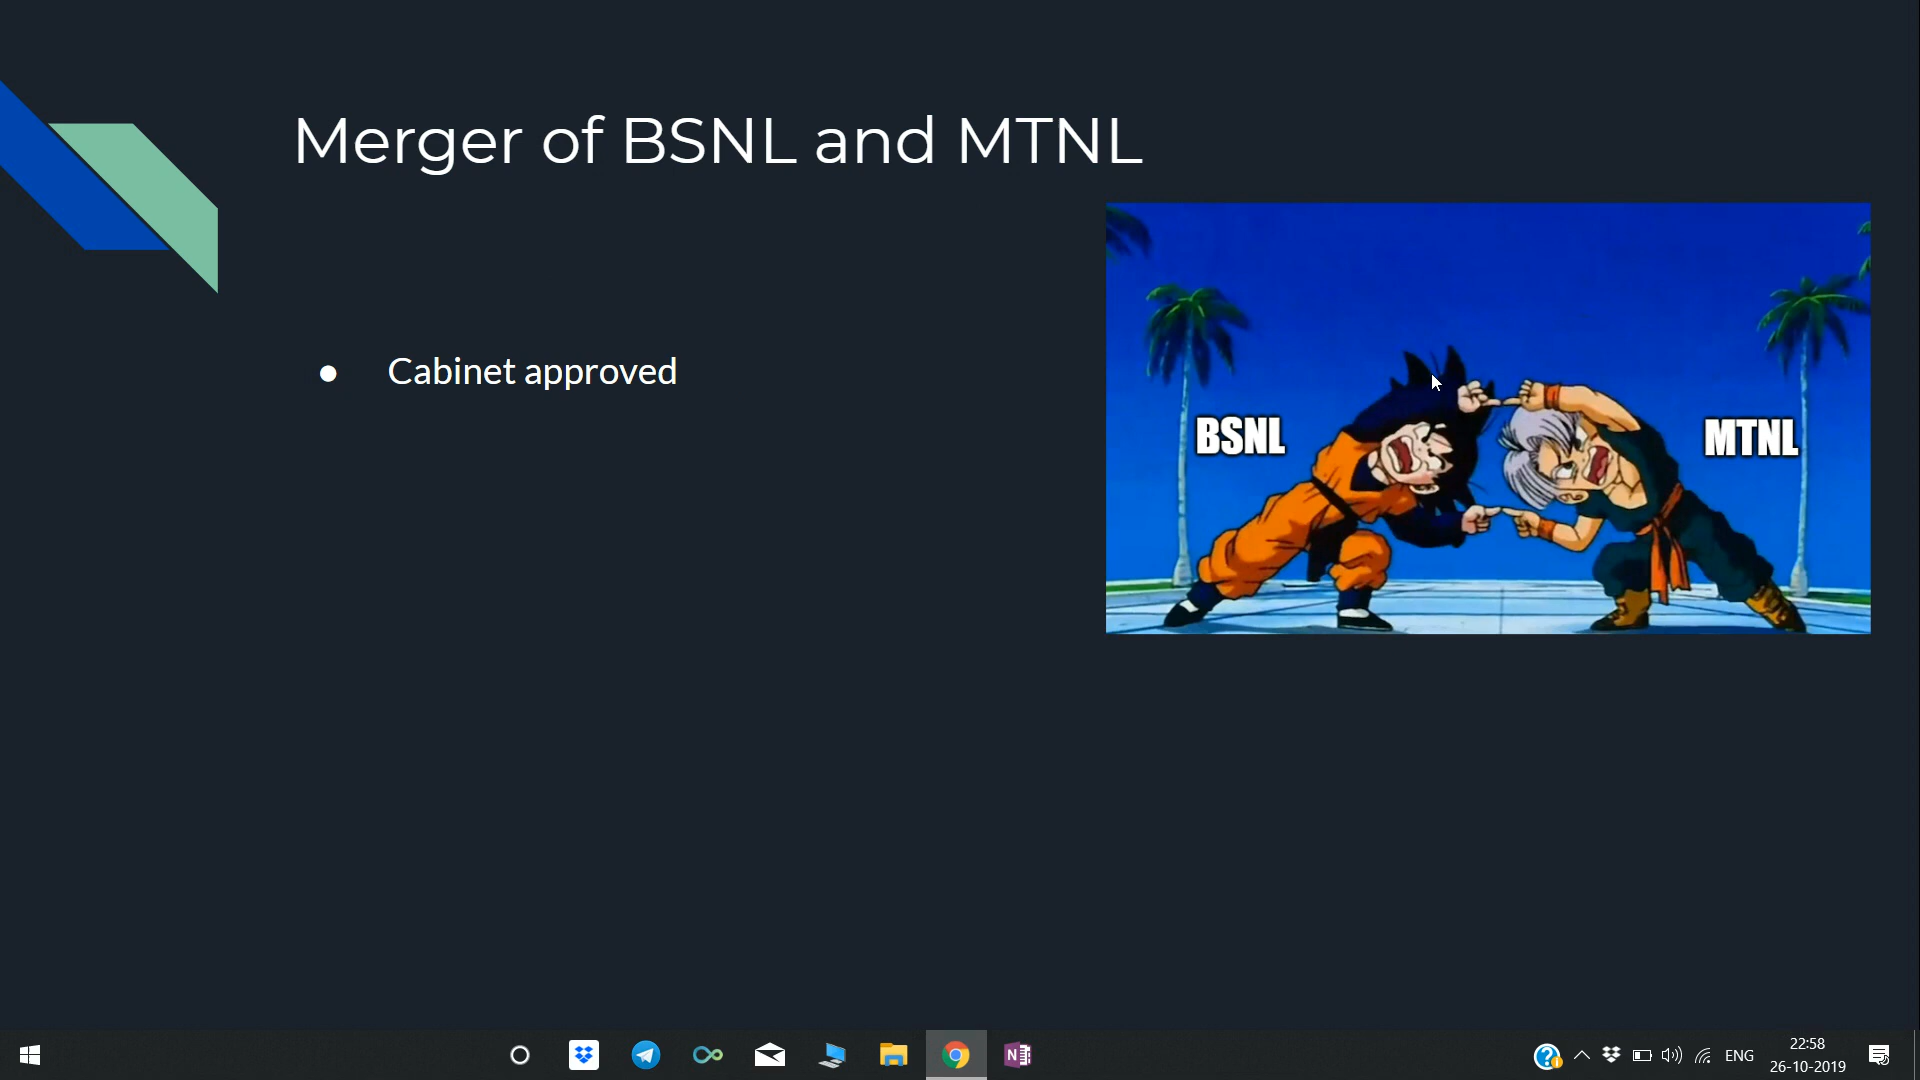 Merger of BSNL and MTNL
● Cabinet approved
BSNL
MTNL
ENG
22:58
26-10-2019